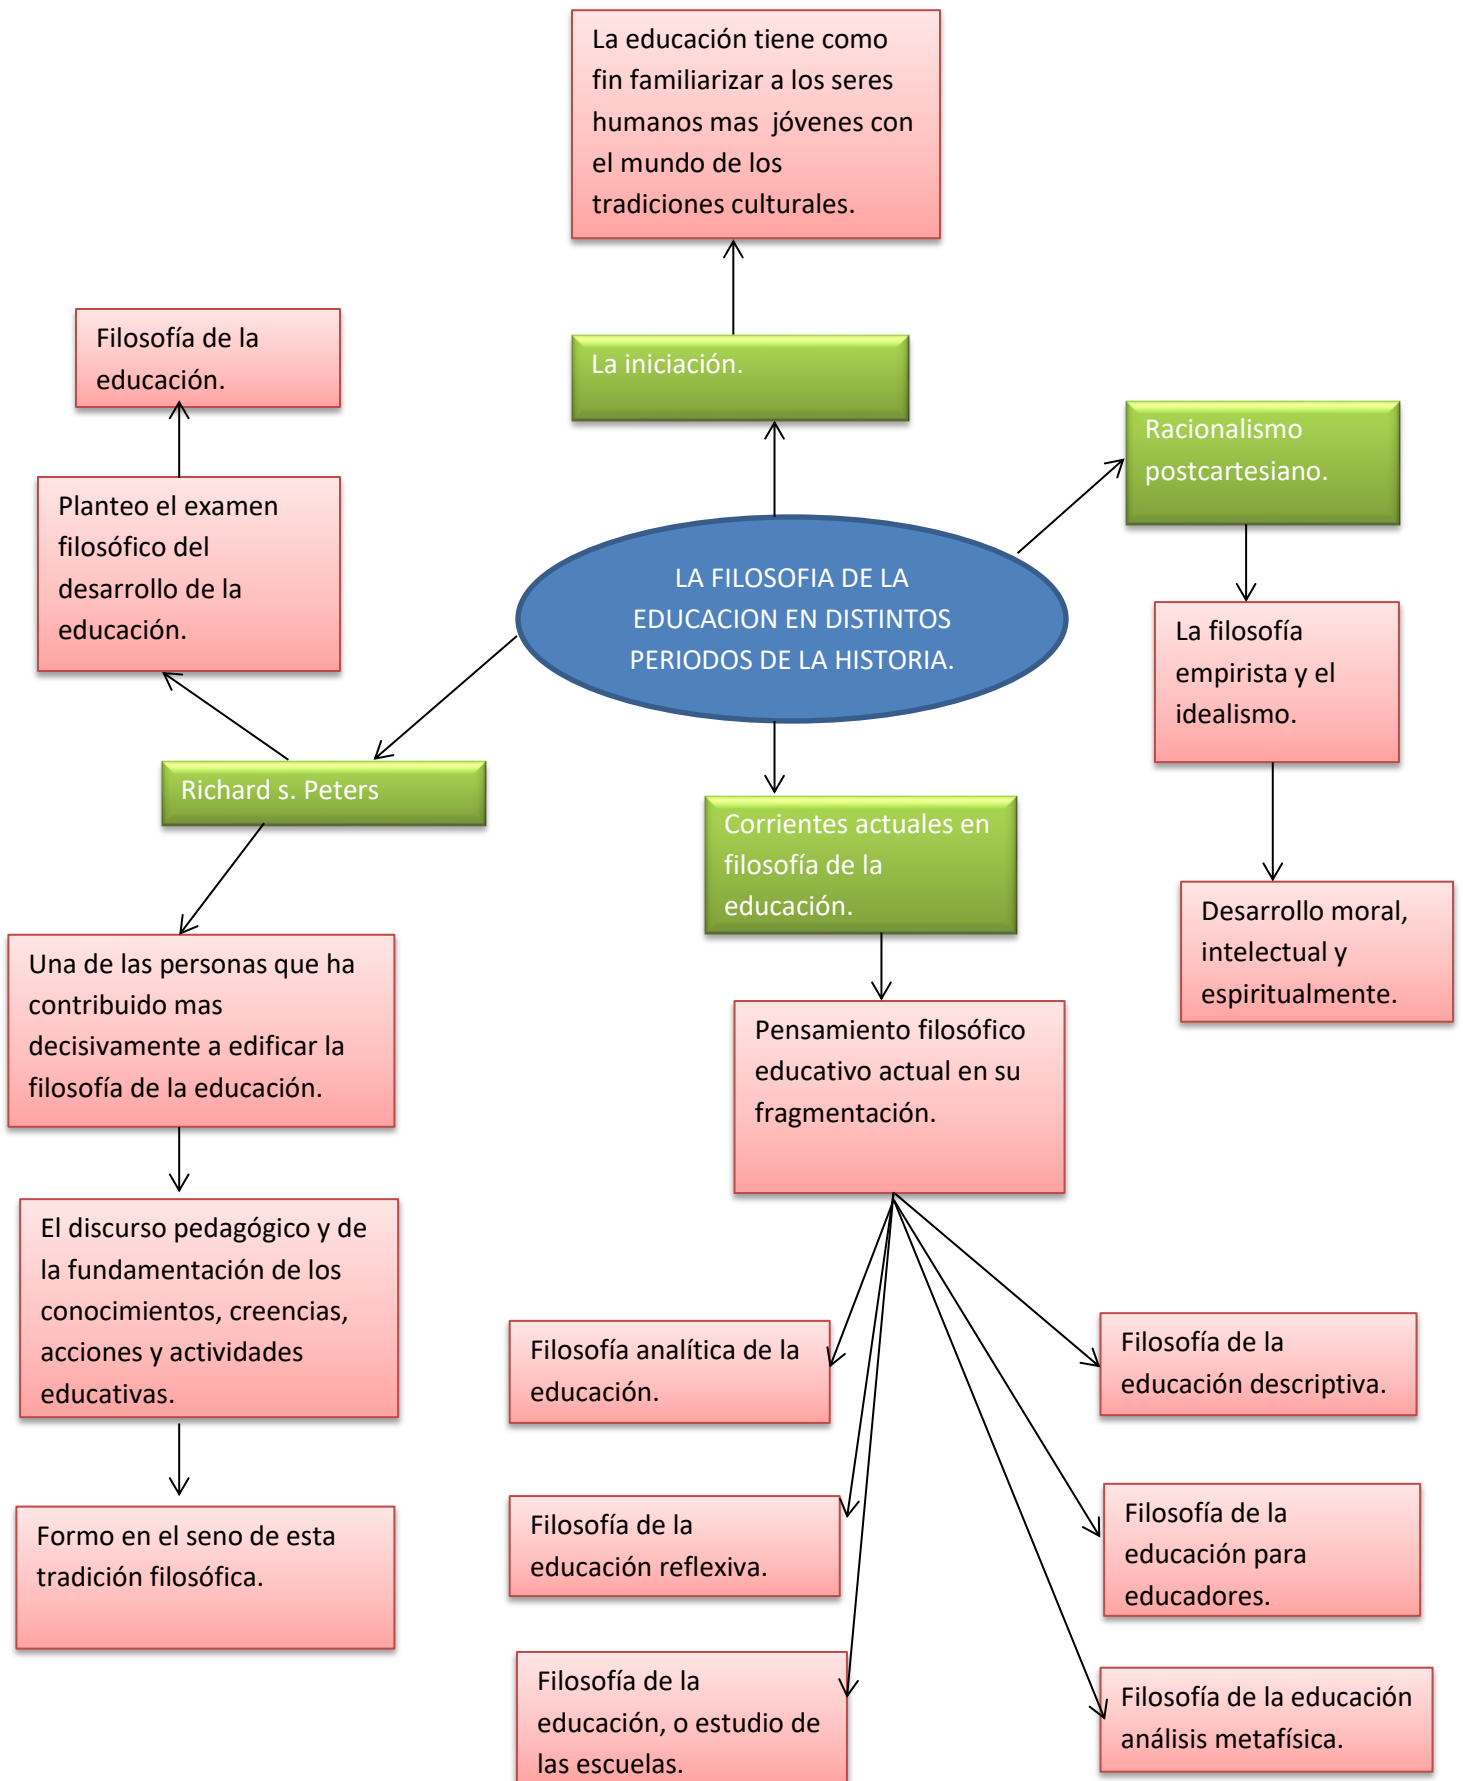 La educación tiene como
fin familiarizar a los seres
humanos mas  jóvenes con
el mundo de los
tradiciones culturales.
Filosofía de la
educación.
La iniciación.
Racionalismo
postcartesiano.
Planteo el examen
filosófico del
desarrollo de la
educación.
LA FILOSOFIA DE LA
EDUCACION EN DISTINTOS
PERIODOS DE LA HISTORIA.
La filosofía
empirista y el
idealismo.
Richard s. Peters
Corrientes actuales en
filosofía de la
educación.
Desarrollo moral,
intelectual y
espiritualmente.
Una de las personas que ha
contribuido mas
decisivamente a edificar la
filosofía de la educación.
Pensamiento filosófico
educativo actual en su
fragmentación.
El discurso pedagógico y de
la fundamentación de los
conocimientos, creencias,
acciones y actividades
educativas.
Filosofía analítica de la
educación.
Filosofía de la
educación descriptiva.
Formo en el seno de esta
tradición filosófica.
Filosofía de la
educación reflexiva.
Filosofía de la
educación para
educadores.
Filosofía de la
educación, o estudio de
las escuelas.
Filosofía de la educación
análisis metafísica.